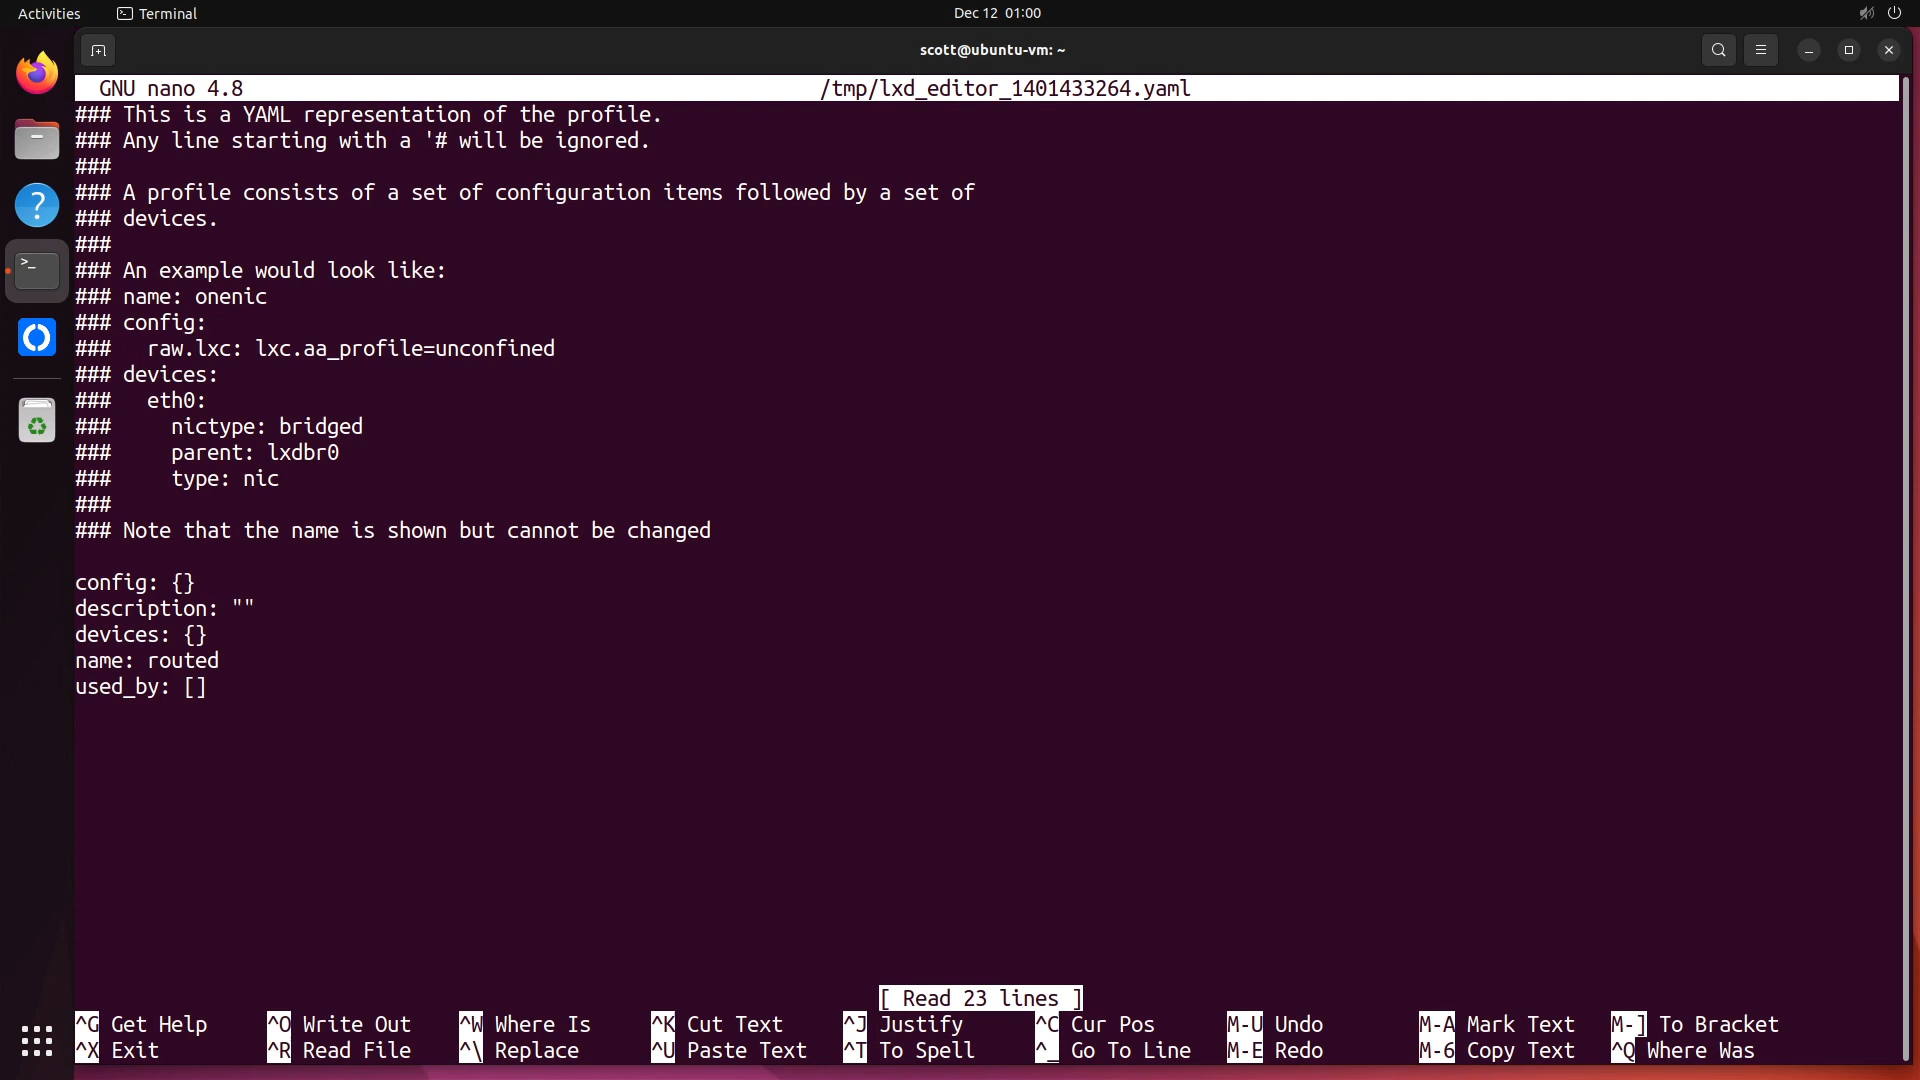 Activities Terminal Dec 12 01:00
scott@ubuntu-vm: ~
GNU nano 4.8 /tmp/lxd_editor_1401433264.yaml
### This is a YAML representation of the profile.
### Any line starting with a '# will be ignored.
###
### A profile consists of a set of configuration items followed by a set of
### devices.
###
### An example would look like:
### name: onenic
### config:
###   raw.lxc: lxc.aa_profile=unconfined
### devices:
###   eth0:
###     nictype: bridged
###     parent: lxdbr0
###     type: nic
###
### Note that the name is shown but cannot be changed

config: {}
description: ""
devices: {}
name: routed
used_by: []
[ Read 23 lines ]
^G Get Help ^O Write Out ^W Where Is ^K Cut Text ^J Justify ^C Cur Pos M-U Undo M-A Mark Text M-] To Bracket
^X Exit ^R Read File ^\ Replace ^U Paste Text ^T To Spell ^_ Go To Line M-E Redo M-6 Copy Text ^Q Where Was